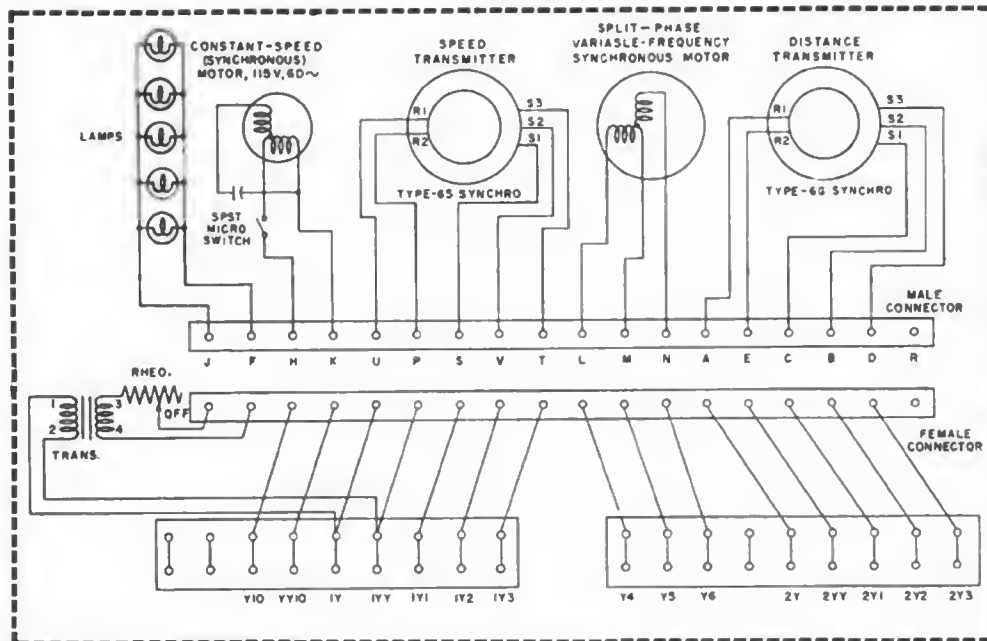 CONSTANT-SPEED
(SYNCHRONOUS)
MOTOR, 115V, 60~
SPEED
TRANSMITTER
SPLIT-PHASE
VARIASLE-FREQUENCY
SYNCHRONOUS MOTOR
DISTANCE
TRANSMITTER
LAMPS
R1
R2
S3
S2
S1
R1
R2
S3
S2
S1
TYPE-6S SYNCHRO
TYPE-6G SYNCHRO
SPST
MICRO
SWITCH
MALE
CONNECTOR
J F H K U P S V T L M N A E C B D R
RHEO.
OFF
1 3
2 4
TRANS.
FEMALE
CONNECTOR
Y10 YY10 1Y 1YY 1Y1 1Y2 1Y3 Y4 Y5 Y6 2Y 2YY 2Y1 2Y2 2Y3